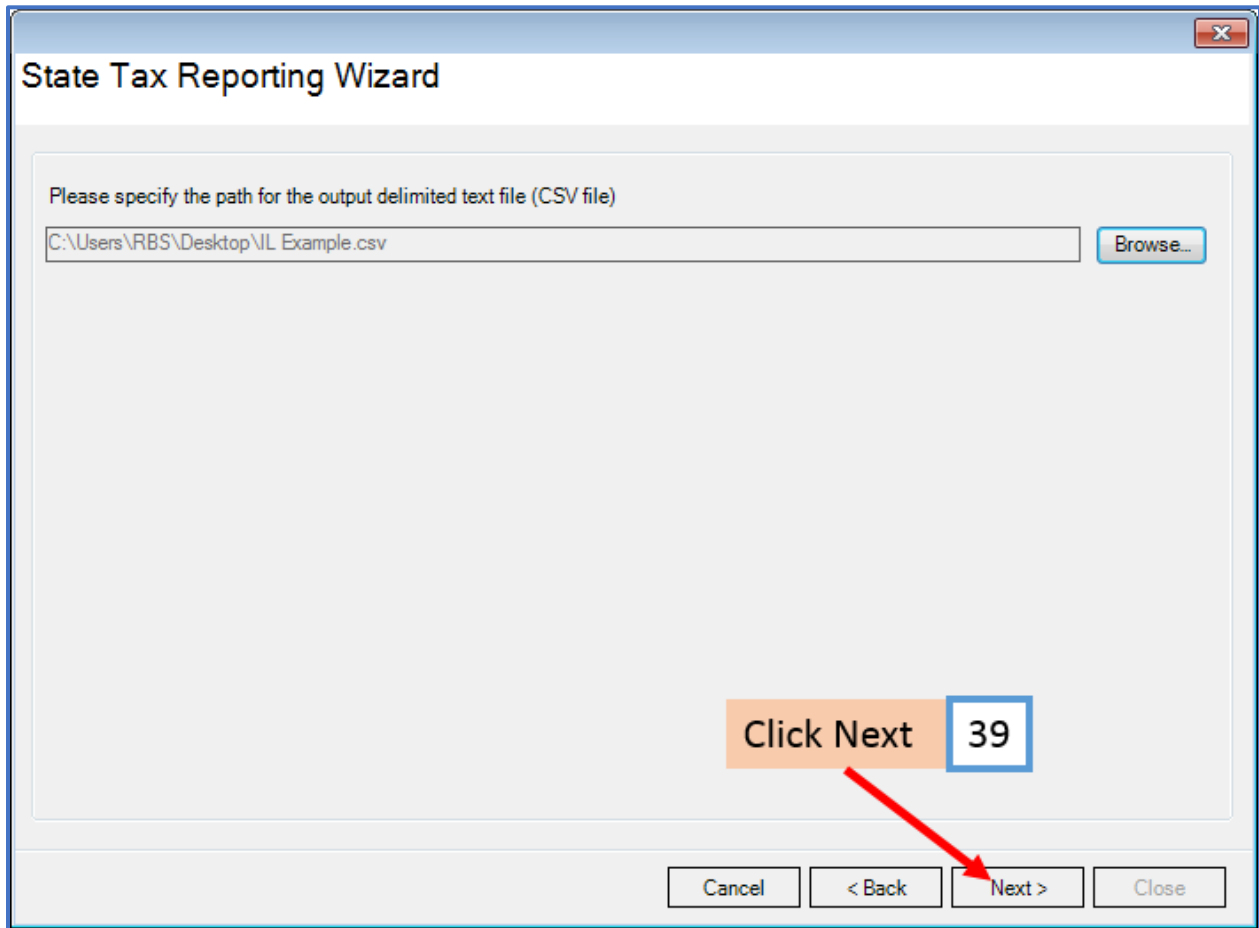 State Tax Reporting Wizard
Please specify the path for the output delimited text file (CSV file)
C:\Users\RBS\Desktop\IL Example.csv
Browse...
Click Next 39
Cancel < Back Next > Close